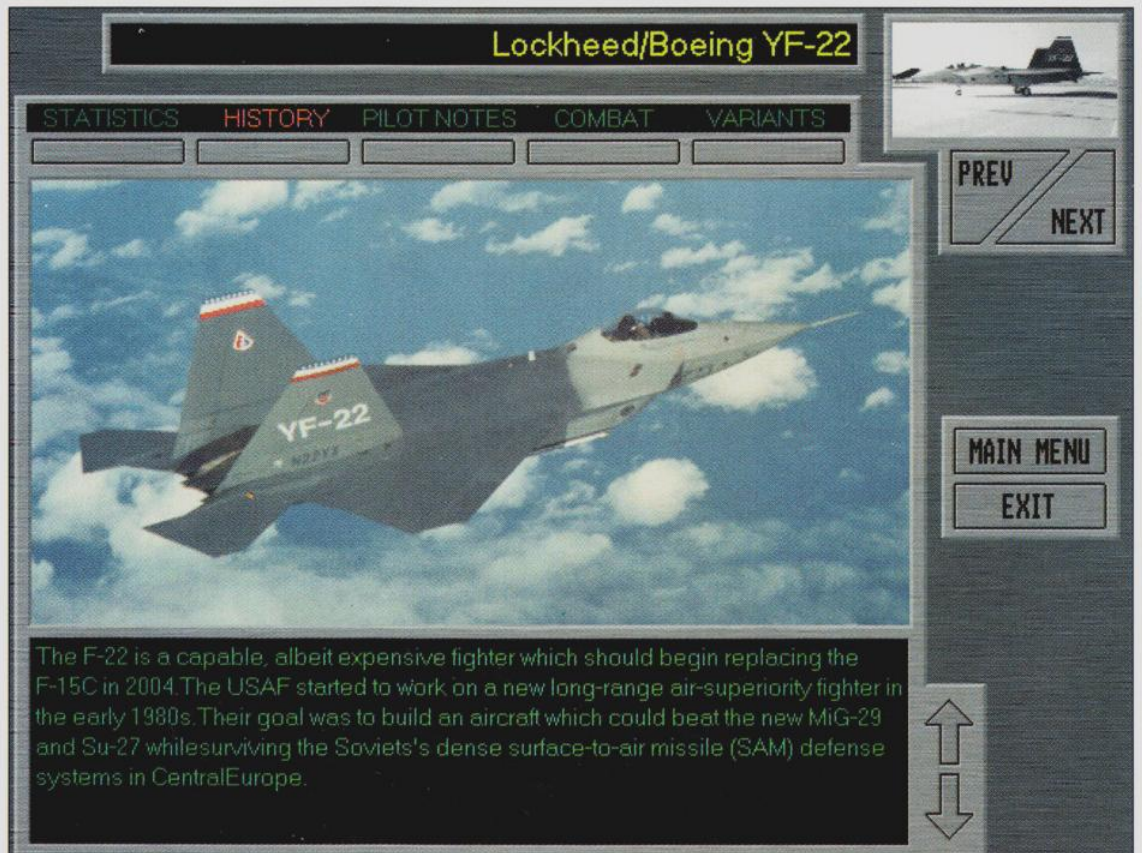 Lockheed/Boeing YF-22
STATISTICS HISTORY PILOT NOTES COMBAT VARIANTS
PREV
NEXT
YF-22
MAIN MENU
EXIT
The F-22 is a capable, albeit expensive fighter which should begin replacing the
F-15C in 2004.The USAF started to work on a new long-range air-superiority fighter in
the early 1980s.Their goal was to build an aircraft which could beat the new MiG-29
and Su-27 whilesurviving the Soviets's dense surface-to-air missile (SAM) defense
systems in CentralEurope.